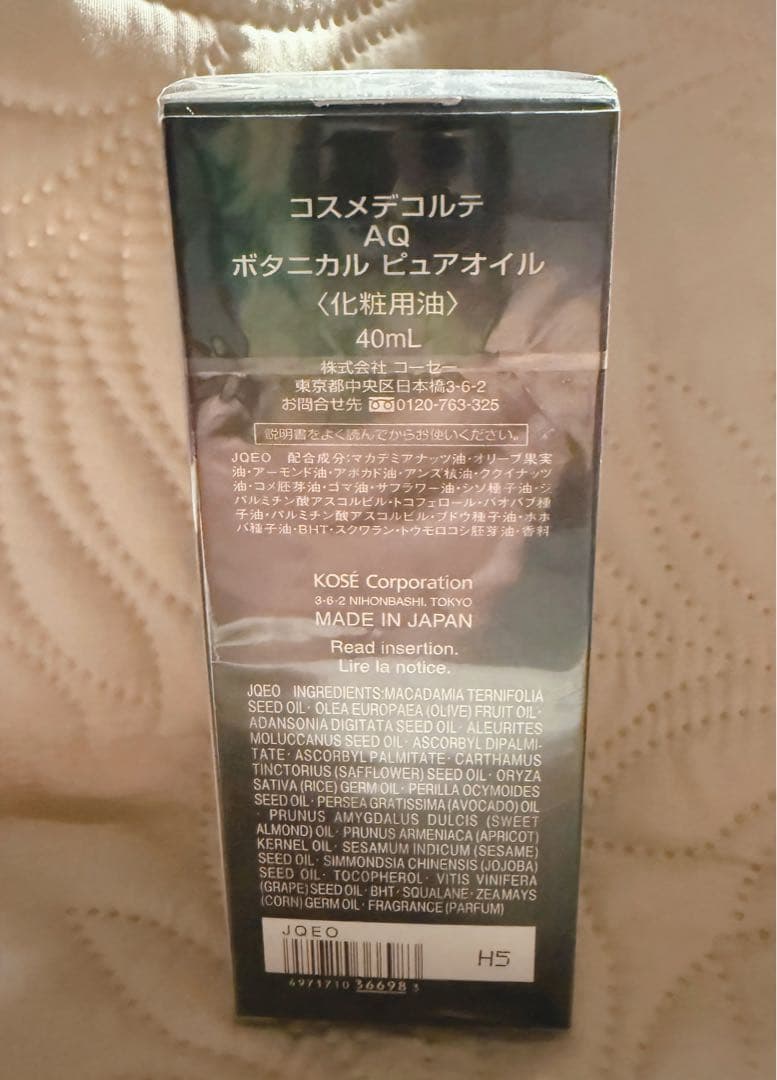 コスメデコルテ
AQ
ボタニカル ピュアオイル
〈化粧用油〉
40mL
株式会社 コーセー
東京都中央区日本橋3-6-2
お問合せ先 0120-763-325
説明書をよく読んでからお使いください。
JQEO 配合成分:マカデミアナッツ油・オリーブ果実
油・アーモンド油・アボカド油・アンズ核油・ククイナッツ
油・コメ胚芽油・ゴマ油・サフラワー油・シソ種子油・ジ
パルミチン酸アスコルビル・トコフェロール・バオバブ種
子油・パルミチン酸アスコルビル・ブドウ種子油・ホホ
バ種子油・BHT・スクワラン・トウモロコシ胚芽油・香料
KOSÉ Corporation
3-6-2 NIHONBASHI, TOKYO
MADE IN JAPAN
Read insertion.
Lire la notice.
JQEO INGREDIENTS:MACADAMIA TERNIFOLIA
SEED OIL· OLEA EUROPAEA (OLIVE) FRUIT OIL·
ADANSONIA DIGITATA SEED OIL· ALEURITES
MOLUCCANUS SEED OIL· ASCORBYL DIPALMI-
TATE· ASCORBYL PALMITATE· CARTHAMUS
TINCTORIUS (SAFFLOWER) SEED OIL· ORYZA
SATIVA (RICE) GERM OIL· PERILLA OCYMOIDES
SEED OIL· PERSEA GRATISSIMA (AVOCADO) OIL
· PRUNUS AMYGDALUS DULCIS (SWEET
ALMOND) OIL· PRUNUS ARMENIACA (APRICOT)
KERNEL OIL· SESAMUM INDICUM (SESAME)
SEED OIL· SIMMONDSIA CHINENSIS (JOJOBA)
SEED OIL· TOCOPHEROL· VITIS VINIFERA
(GRAPE) SEED OIL· BHT· SQUALANE· ZEA MAYS
(CORN) GERM OIL· FRAGRANCE (PARFUM)
JQEO
H5
4971710 36698 3